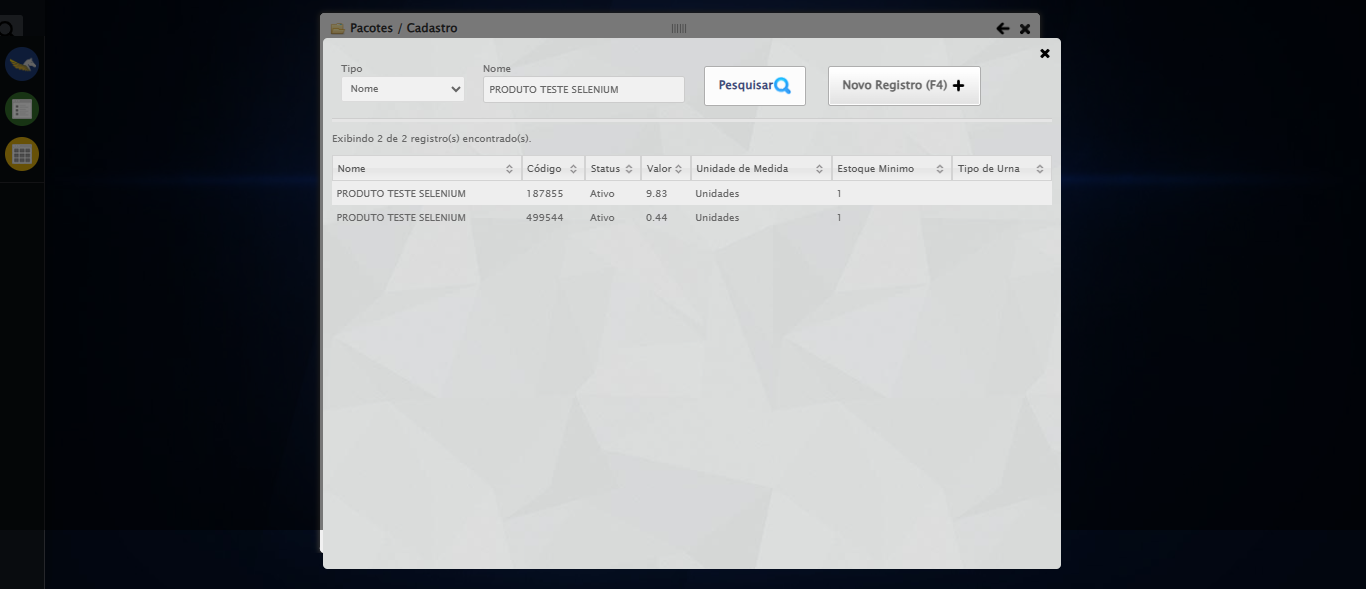 Pacotes / Cadastro
Tipo
Nome
Nome
PRODUTO TESTE SELENIUM
Pesquisar
Novo Registro (F4)
Exibindo 2 de 2 registro(s) encontrado(s).
Nome Código Status Valor Unidade de Medida Estoque Minimo Tipo de Urna
PRODUTO TESTE SELENIUM 187855 Ativo 9.83 Unidades 1
PRODUTO TESTE SELENIUM 499544 Ativo 0.44 Unidades 1